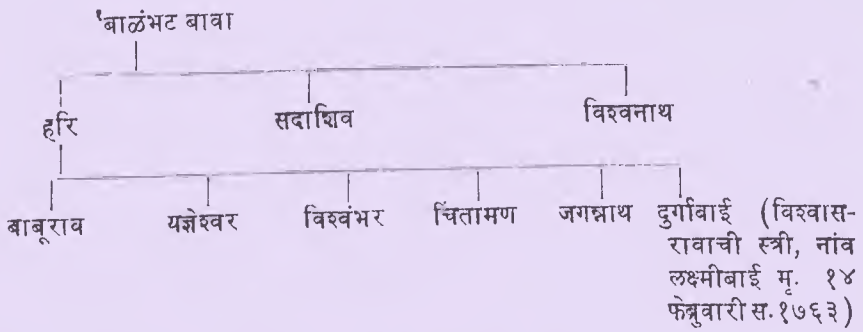 'बाळंभट बावा
हरि सदाशिव विश्वनाथ
बाबूराव यज्ञेश्वर विश्वंभर चिंतामण जगन्नाथ दुर्गाबाई (विश्वास-
रावाची स्त्री, नांव
लक्ष्मीबाई मृ. १४
फेब्रुवारी स.१७६३)